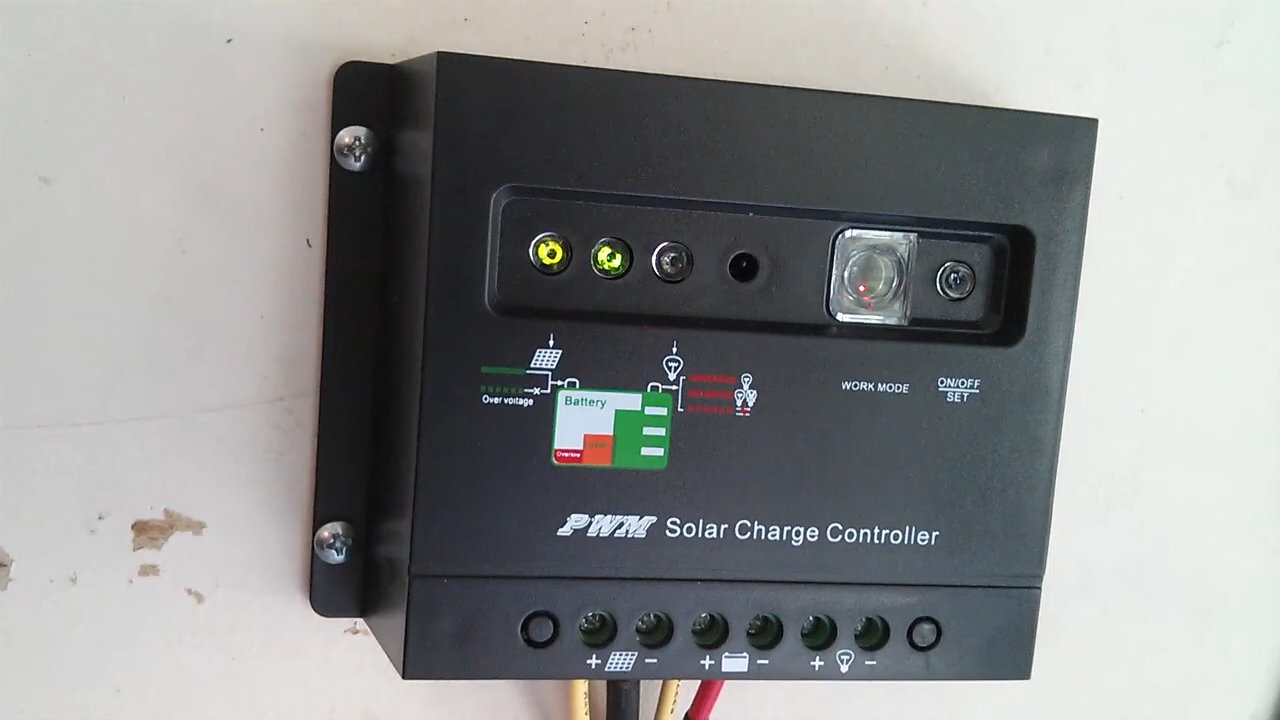 WORK MODE
ON/OFF
SET
Over voltage
Battery
Overlow
PWM Solar Charge Controller
+ - + - + -